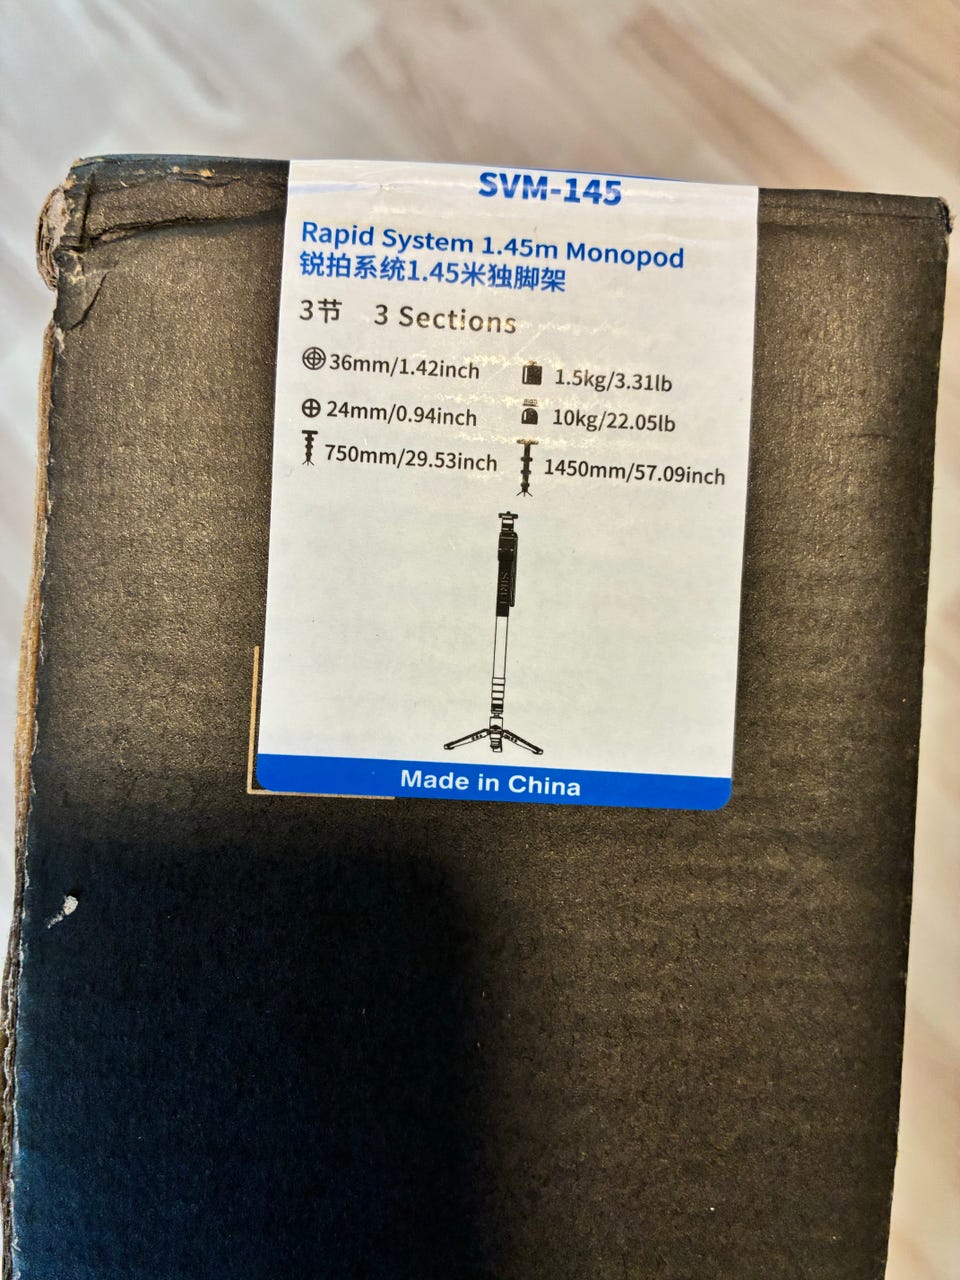 SVM-145
Rapid System 1.45m Monopod
锐拍系统1.45米独脚架
3节 3 Sections
36mm/1.42inch 1.5kg/3.31lb
24mm/0.94inch 10kg/22.05lb
750mm/29.53inch 1450mm/57.09inch
Made in China